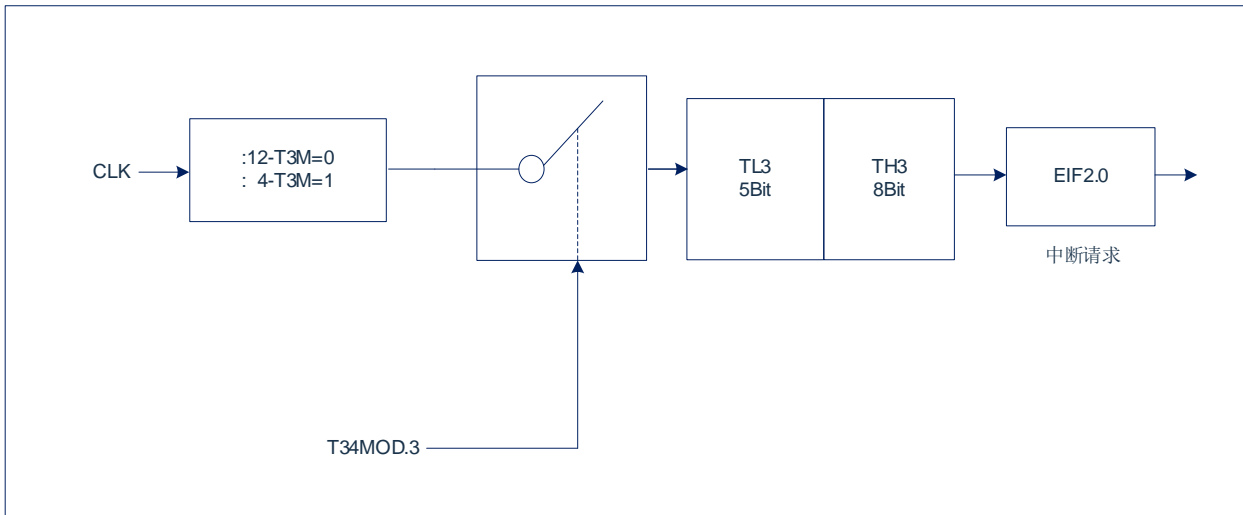 CLK
:12-T3M=0
: 4-T3M=1
TL3
5Bit
TH3
8Bit
EIF2.0
中断请求
T34MOD.3